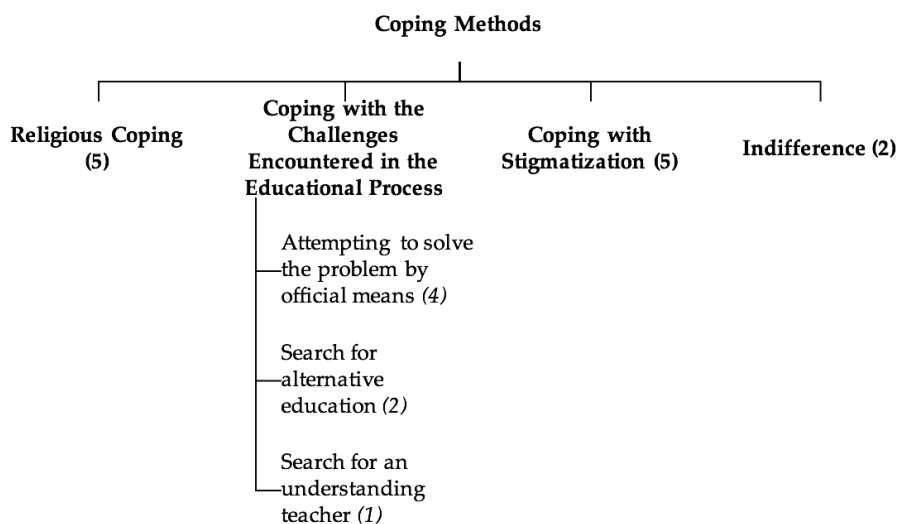 Coping Methods
Religious Coping
(5)
Coping with the
Challenges
Encountered in the
Educational Process
Coping with
Stigmatization (5)
Indifference (2)
Attempting to solve
the problem by
official means (4)
Search for
alternative
education (2)
Search for an
understanding
teacher (1)